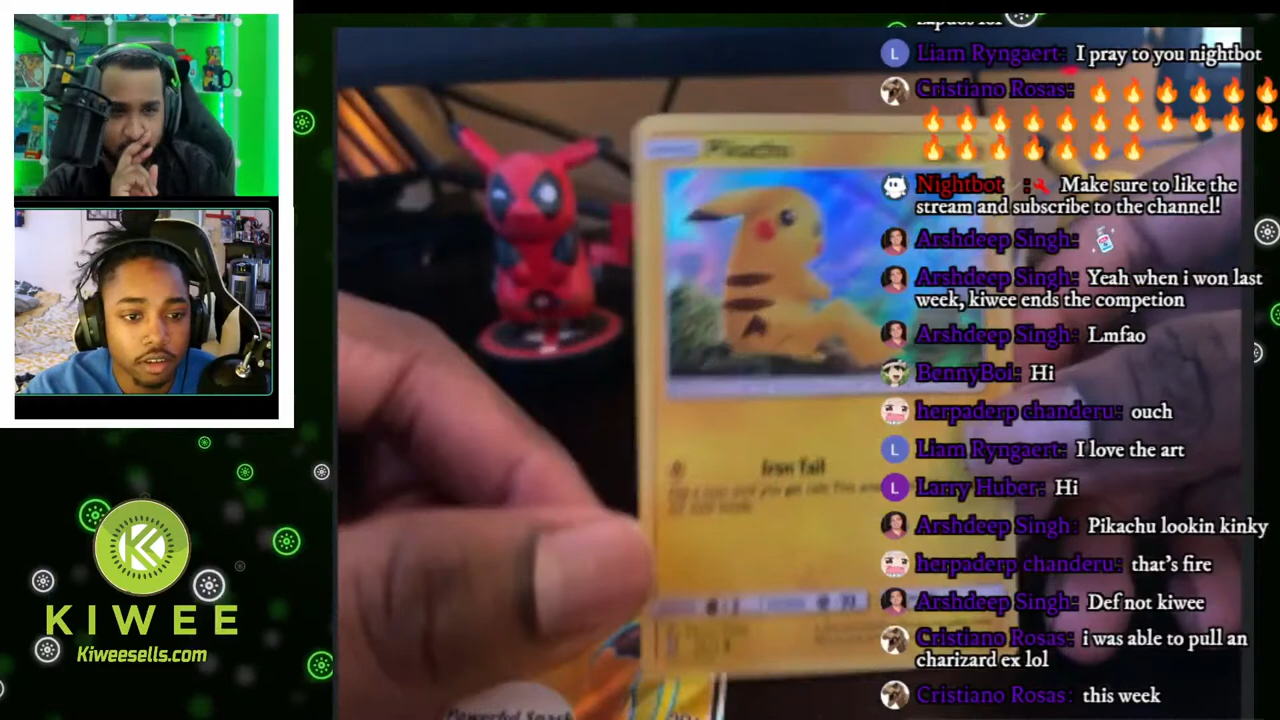 Zapdos lol
Liam Ryngaert: I pray to you nightbot
Cristiano Rosas: 🔥🔥🔥🔥🔥🔥
🔥🔥🔥🔥🔥🔥🔥🔥🔥🔥🔥
🔥🔥🔥🔥🔥🔥🔥
Nightbot : Make sure to like the
stream and subscribe to the channel!
Arshdeep Singh:
Arshdeep Singh: Yeah when i won last
week, kiwee ends the competion
Arshdeep Singh: Lmfao
BennyBoi: Hi
herpaderp chanderu: ouch
L Liam Ryngaert: I love the art
L Larry Huber: Hi
Arshdeep Singh: Pikachu lookin kinky
herpaderp chanderu: that's fire
Arshdeep Singh: Def not kiwee
Cristiano Rosas: i was able to pull an
charizard ex lol
Cristiano Rosas: this week
Pikachu
Iron Tail
K
KIWEE
Kiweesells.com